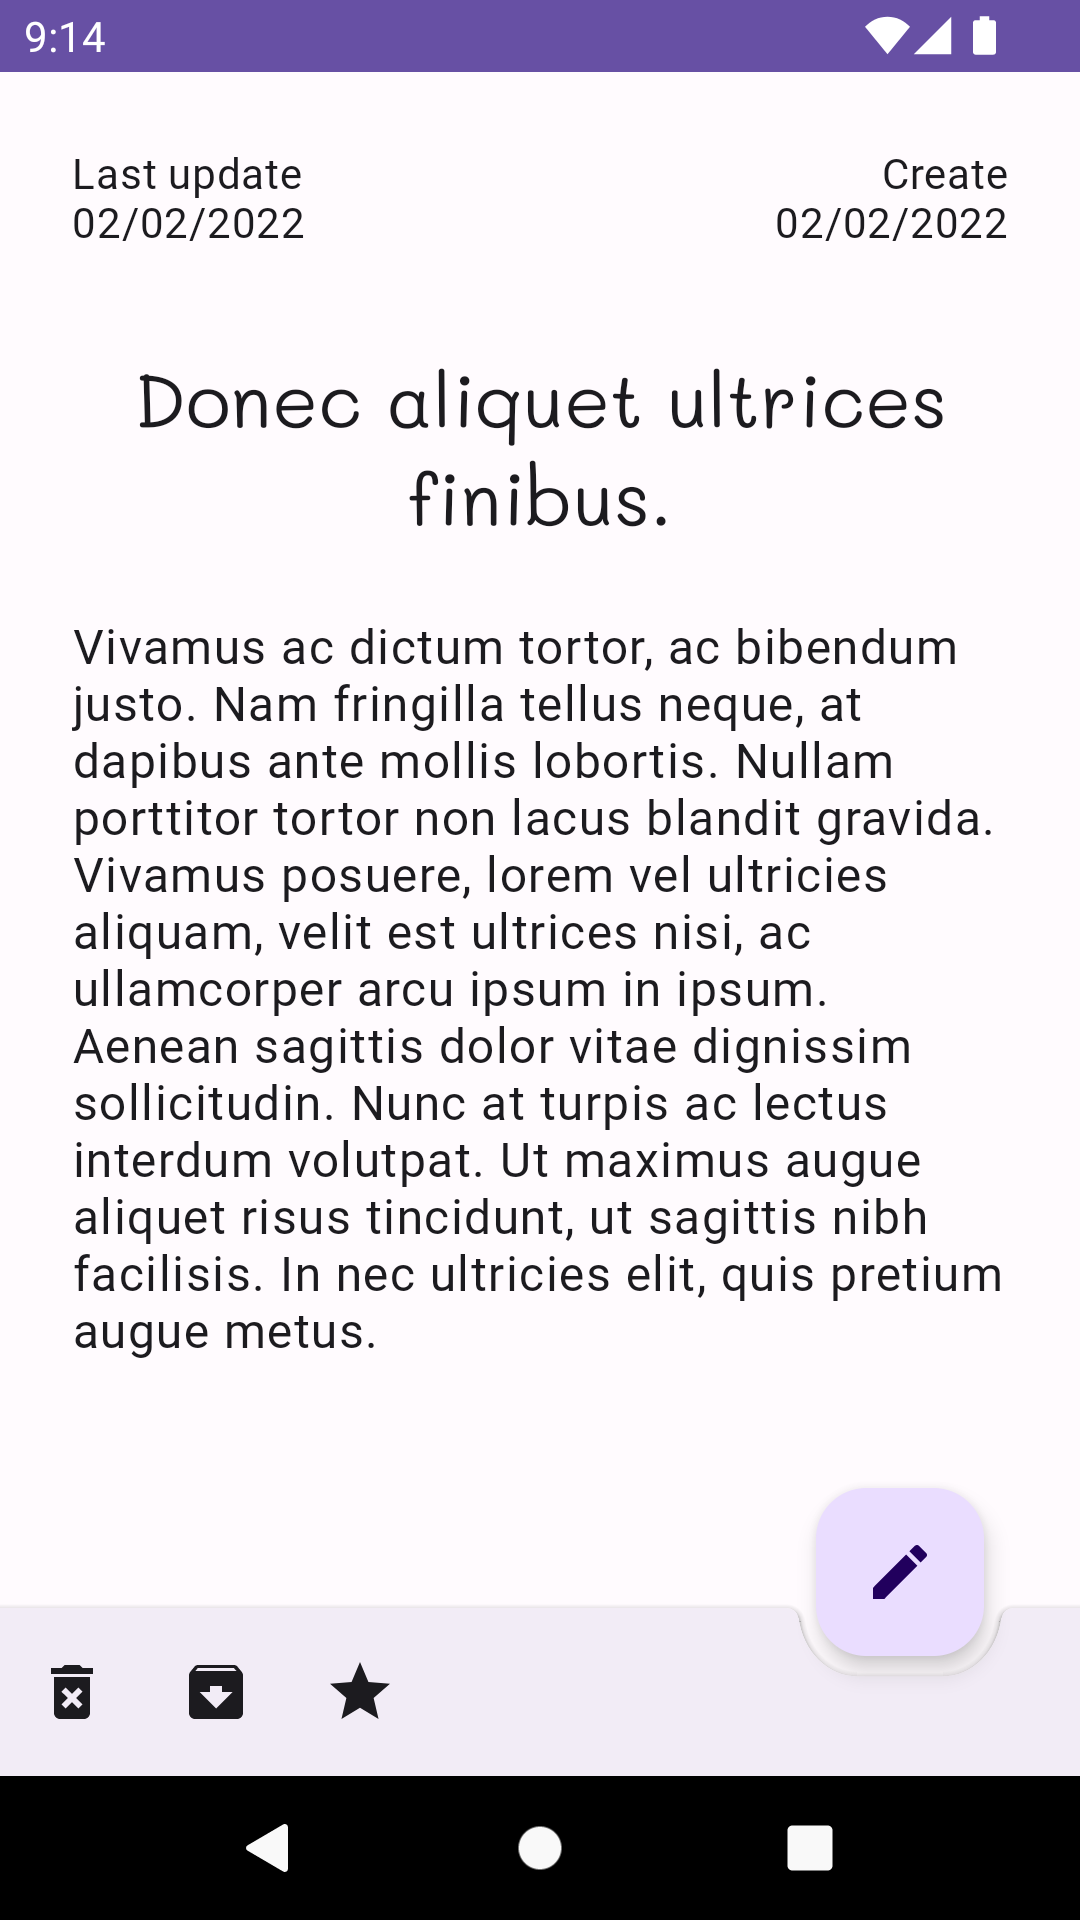 9:14
Last update
02/02/2022
Create
02/02/2022
Donec aliquet ultrices
finibus.
Vivamus ac dictum tortor, ac bibendum
justo. Nam fringilla tellus neque, at
dapibus ante mollis lobortis. Nullam
porttitor tortor non lacus blandit gravida.
Vivamus posuere, lorem vel ultricies
aliquam, velit est ultrices nisi, ac
ullamcorper arcu ipsum in ipsum.
Aenean sagittis dolor vitae dignissim
sollicitudin. Nunc at turpis ac lectus
interdum volutpat. Ut maximus augue
aliquet risus tincidunt, ut sagittis nibh
facilisis. In nec ultricies elit, quis pretium
augue metus.